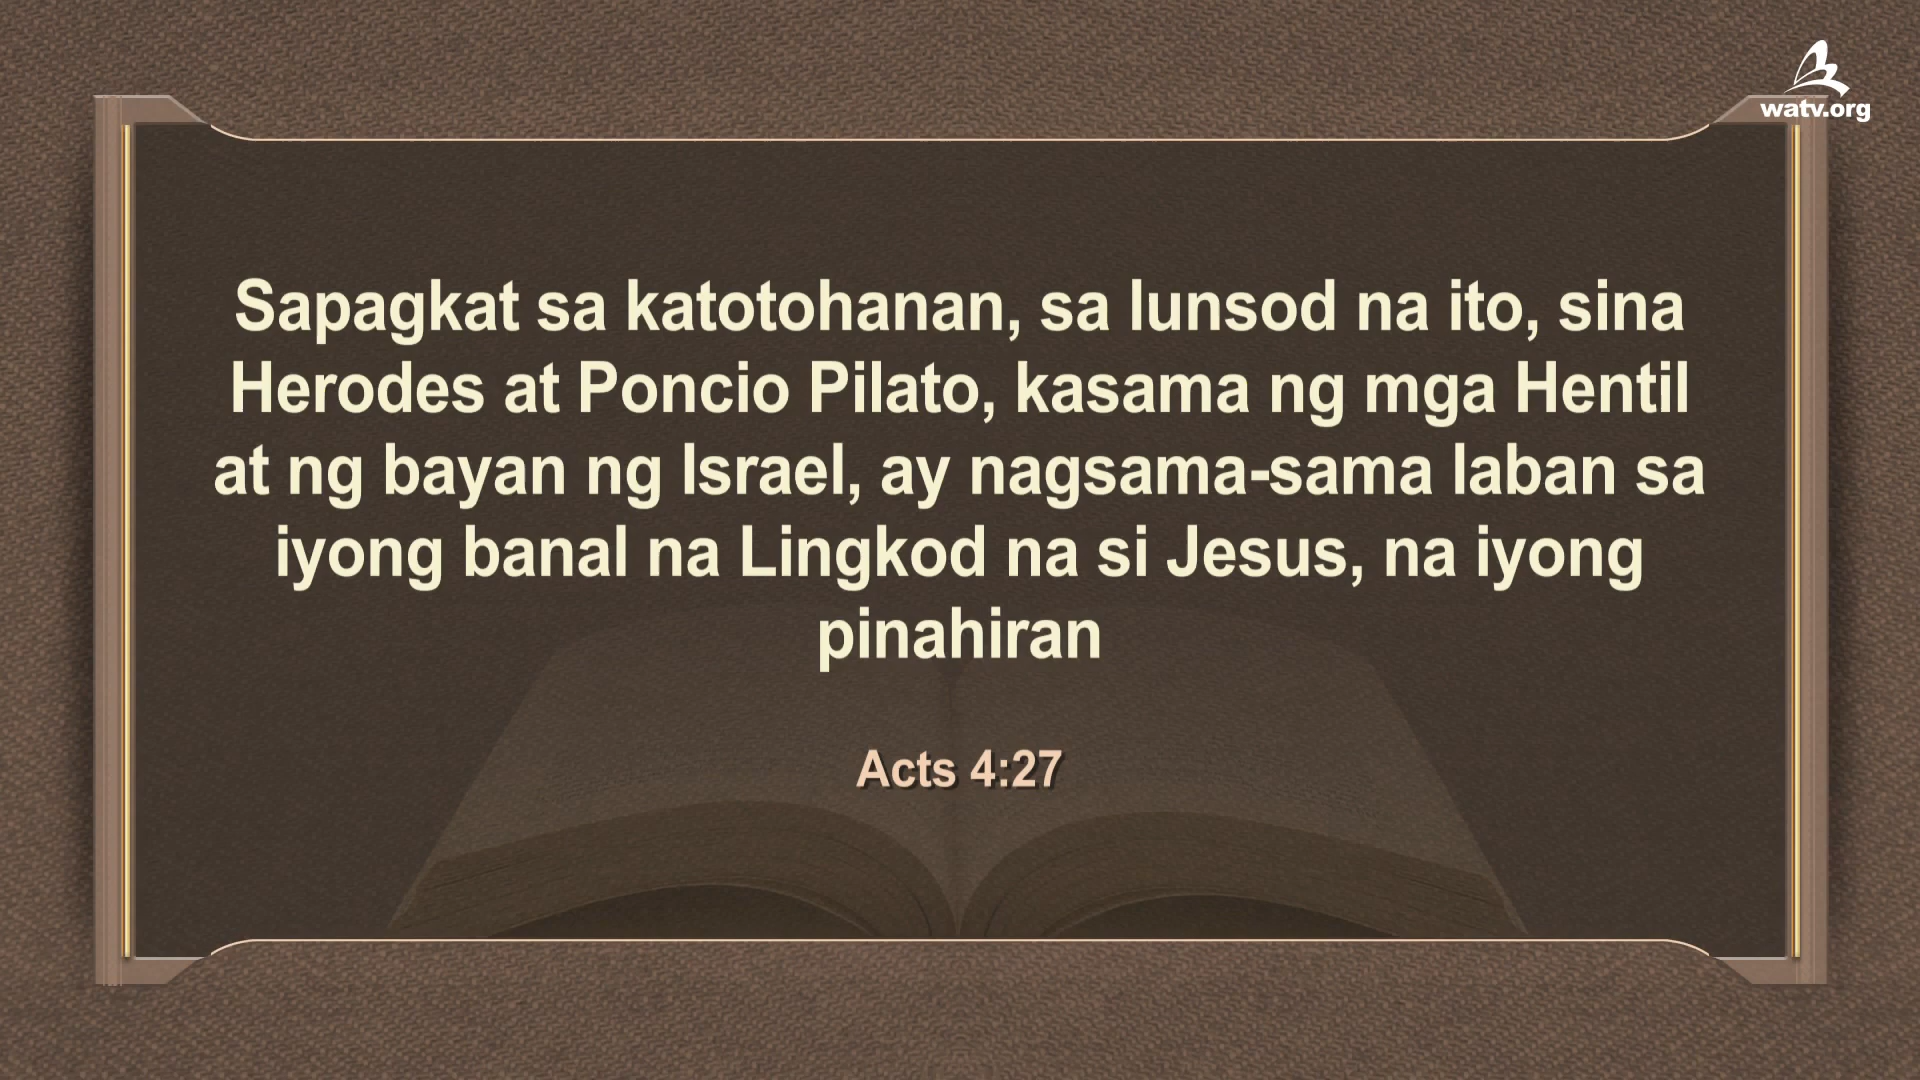 watv.org
Sapagkat sa katotohanan, sa lunsod na ito, sina
Herodes at Poncio Pilato, kasama ng mga Hentil
at ng bayan ng Israel, ay nagsama-sama laban sa
iyong banal na Lingkod na si Jesus, na iyong
pinahiran
Acts 4:27